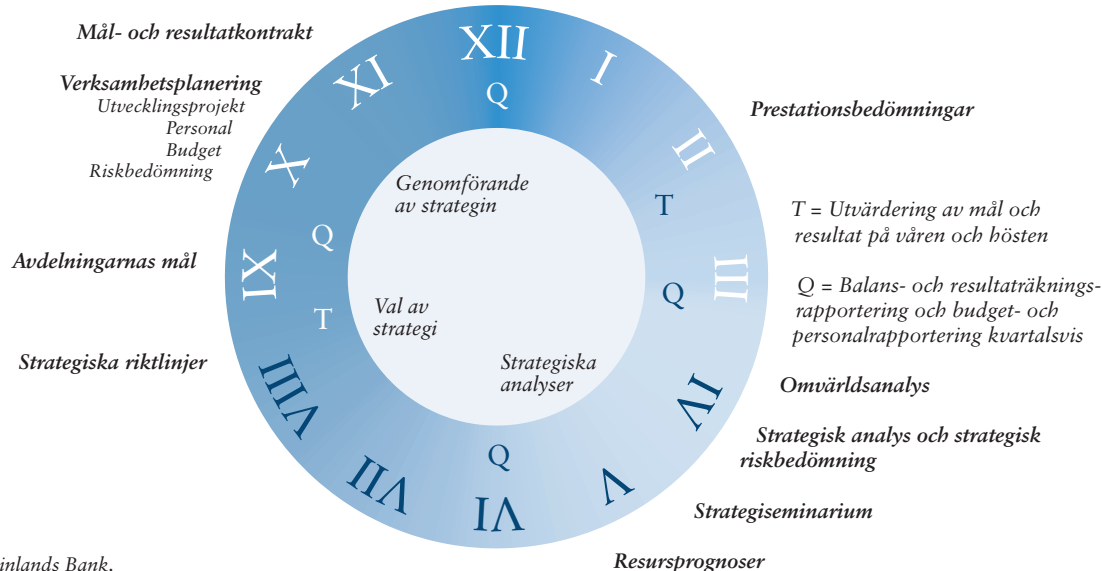 Mål- och resultatkontrakt
Verksamhetsplanering
Utvecklingsprojekt
Personal
Budget
Riskbedömning
Avdelningarnas mål
Strategiska riktlinjer
XII
I
II
III
IV
V
VI
VII
VIII
IX
X
XI
Q
T
Q
Q
T
Q
Genomförande
av strategin
Val av
strategi
Strategiska
analyser
Prestationsbedömningar
T = Utvärdering av mål och
resultat på våren och hösten
Q = Balans- och resultaträknings-
rapportering och budget- och
personalrapportering kvartalsvis
Omvärldsanalys
Strategisk analys och strategisk
riskbedömning
Strategiseminarium
Resursprognoser
Bank.